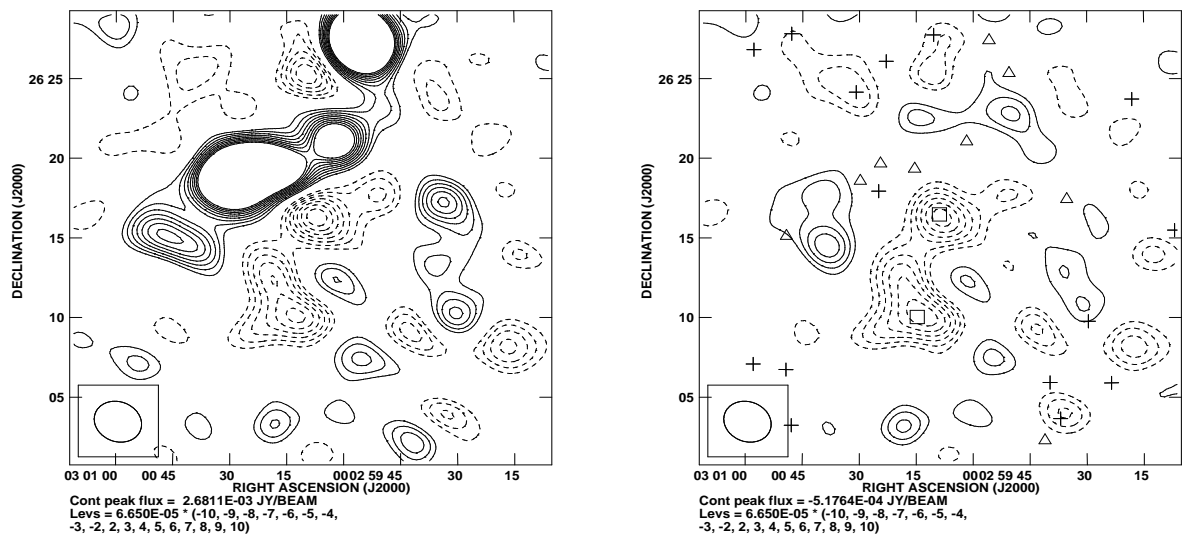 DECLINATION (J2000)
26 25
20
15
10
05
03 01 00
00 45
30
15
00
02 59 45
30
15
RIGHT ASCENSION (J2000)
Cont peak flux = 2.6811E-03 JY/BEAM
Levs = 6.650E-05 * (-10, -9, -8, -7, -6, -5, -4,
-3, -2, 2, 3, 4, 5, 6, 7, 8, 9, 10)
DECLINATION (J2000)
26 25
20
15
10
05
03 01 00
00 45
30
15
00
02 59 45
30
15
RIGHT ASCENSION (J2000)
Cont peak flux = -5.1764E-04 JY/BEAM
Levs = 6.650E-05 * (-10, -9, -8, -7, -6, -5, -4,
-3, -2, 2, 3, 4, 5, 6, 7, 8, 9, 10)